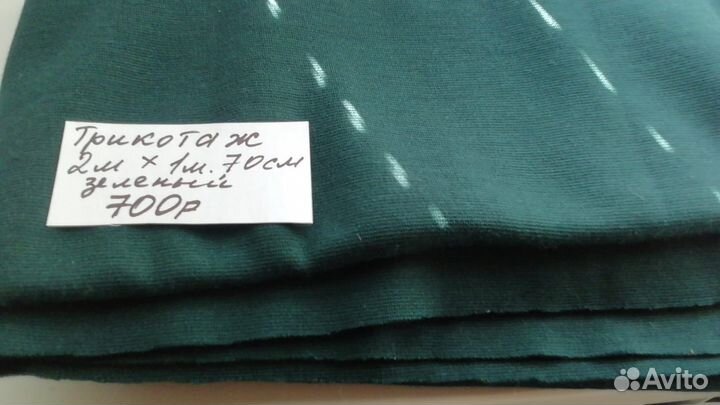 Трикотаж
2м × 1м. 70см
зеленый
700р
Avito